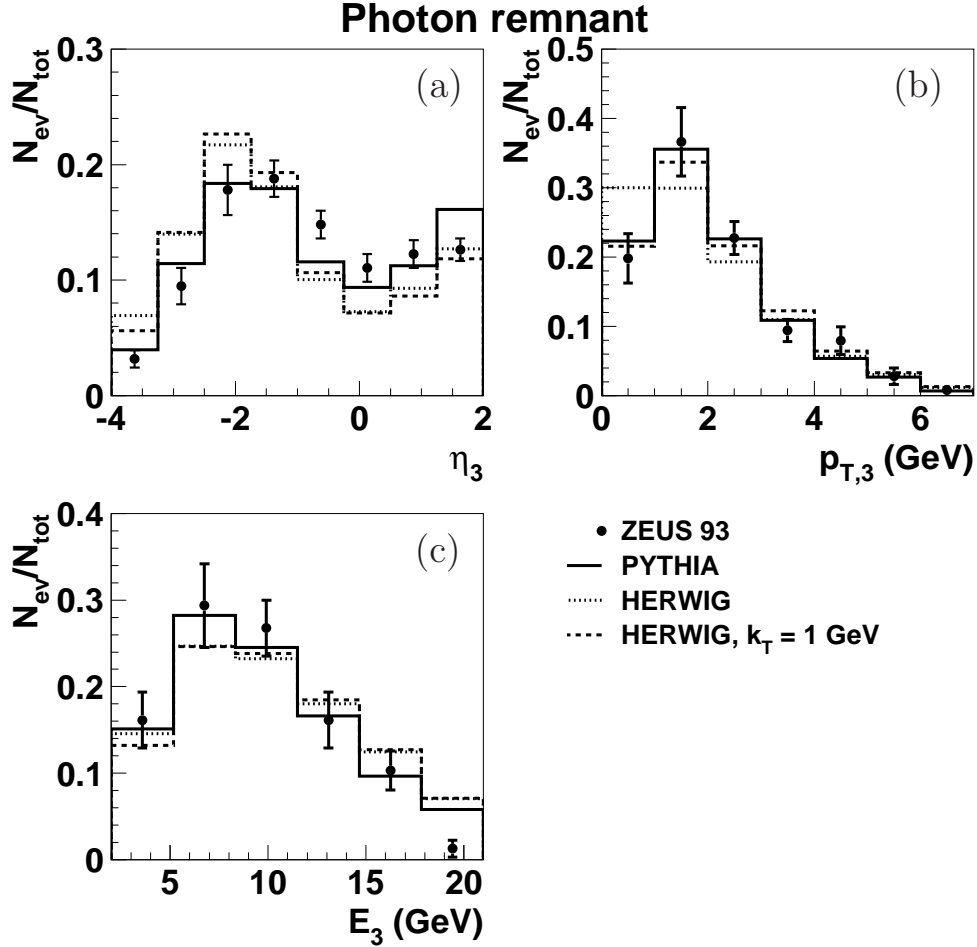 Photon remnant
N_ev/N_tot
0.3
0.2
0.1
0
(a)
-4 -2 0 2
η_3
N_ev/N_tot
0.5
0.4
0.3
0.2
0.1
0
(b)
0 2 4 6
p_T,3 (GeV)
N_ev/N_tot
0.4
0.3
0.2
0.1
0
(c)
5 10 15 20
E_3 (GeV)
ZEUS 93
PYTHIA
HERWIG
HERWIG, k_T = 1 GeV